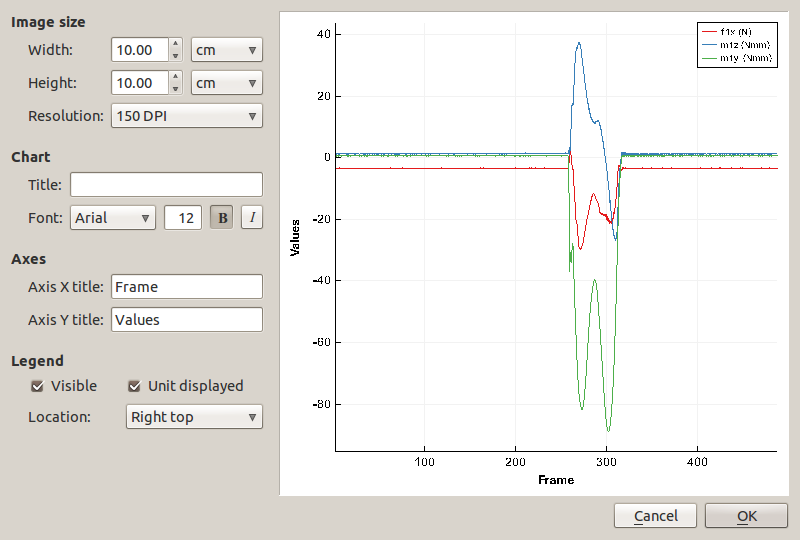 Image size
Width: 10.00 cm
Height: 10.00 cm
Resolution: 150 DPI
Chart
Title:
Font: Arial 12 B I
Axes
Axis X title: Frame
Axis Y title: Values
Legend
Visible Unit displayed
Location: Right top
f1x (N)
m1z (Nmm)
m1y (Nmm)
40
20
0
-20
-40
-60
-80
Values
100 200 300 400
Frame
Cancel OK